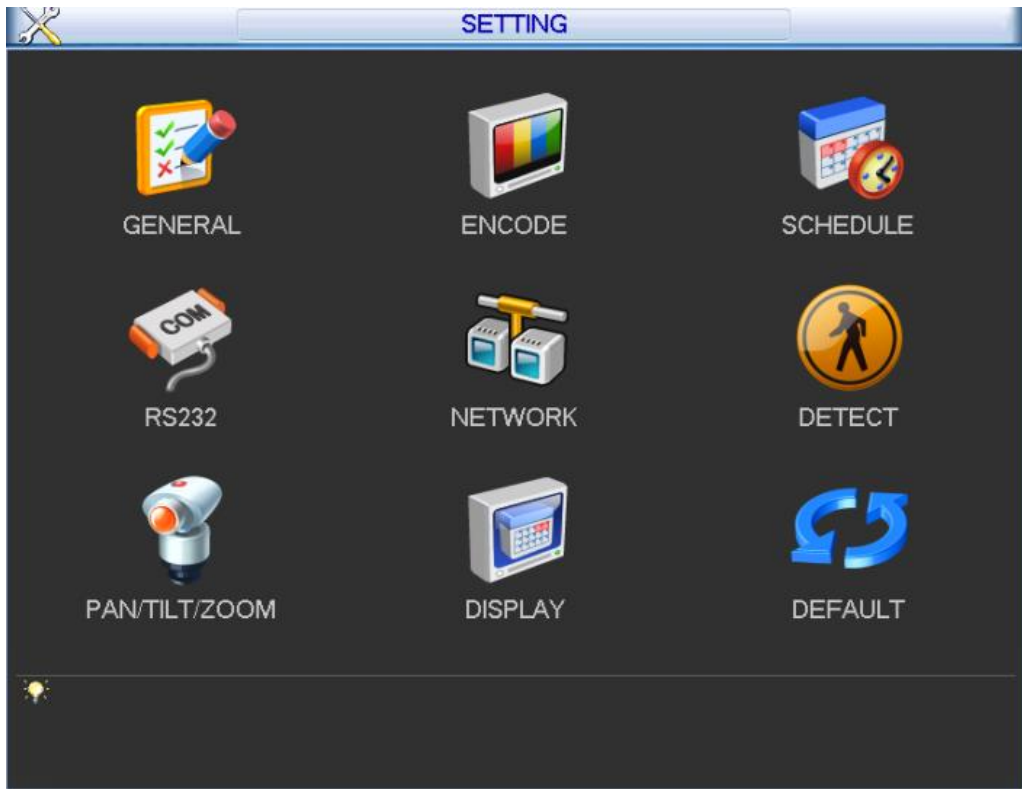 SETTING
GENERAL
ENCODE
SCHEDULE
COM
RS232
NETWORK
DETECT
PAN/TILT/ZOOM
DISPLAY
DEFAULT